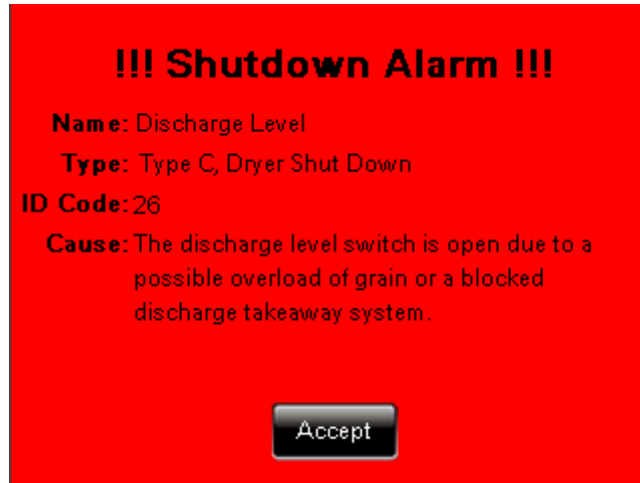 !!! Shutdown Alarm !!!
Name: Discharge Level
Type: Type C, Dryer Shut Down
ID Code: 26
Cause: The discharge level switch is open due to a
possible overload of grain or a blocked
discharge takeaway system.
Accept